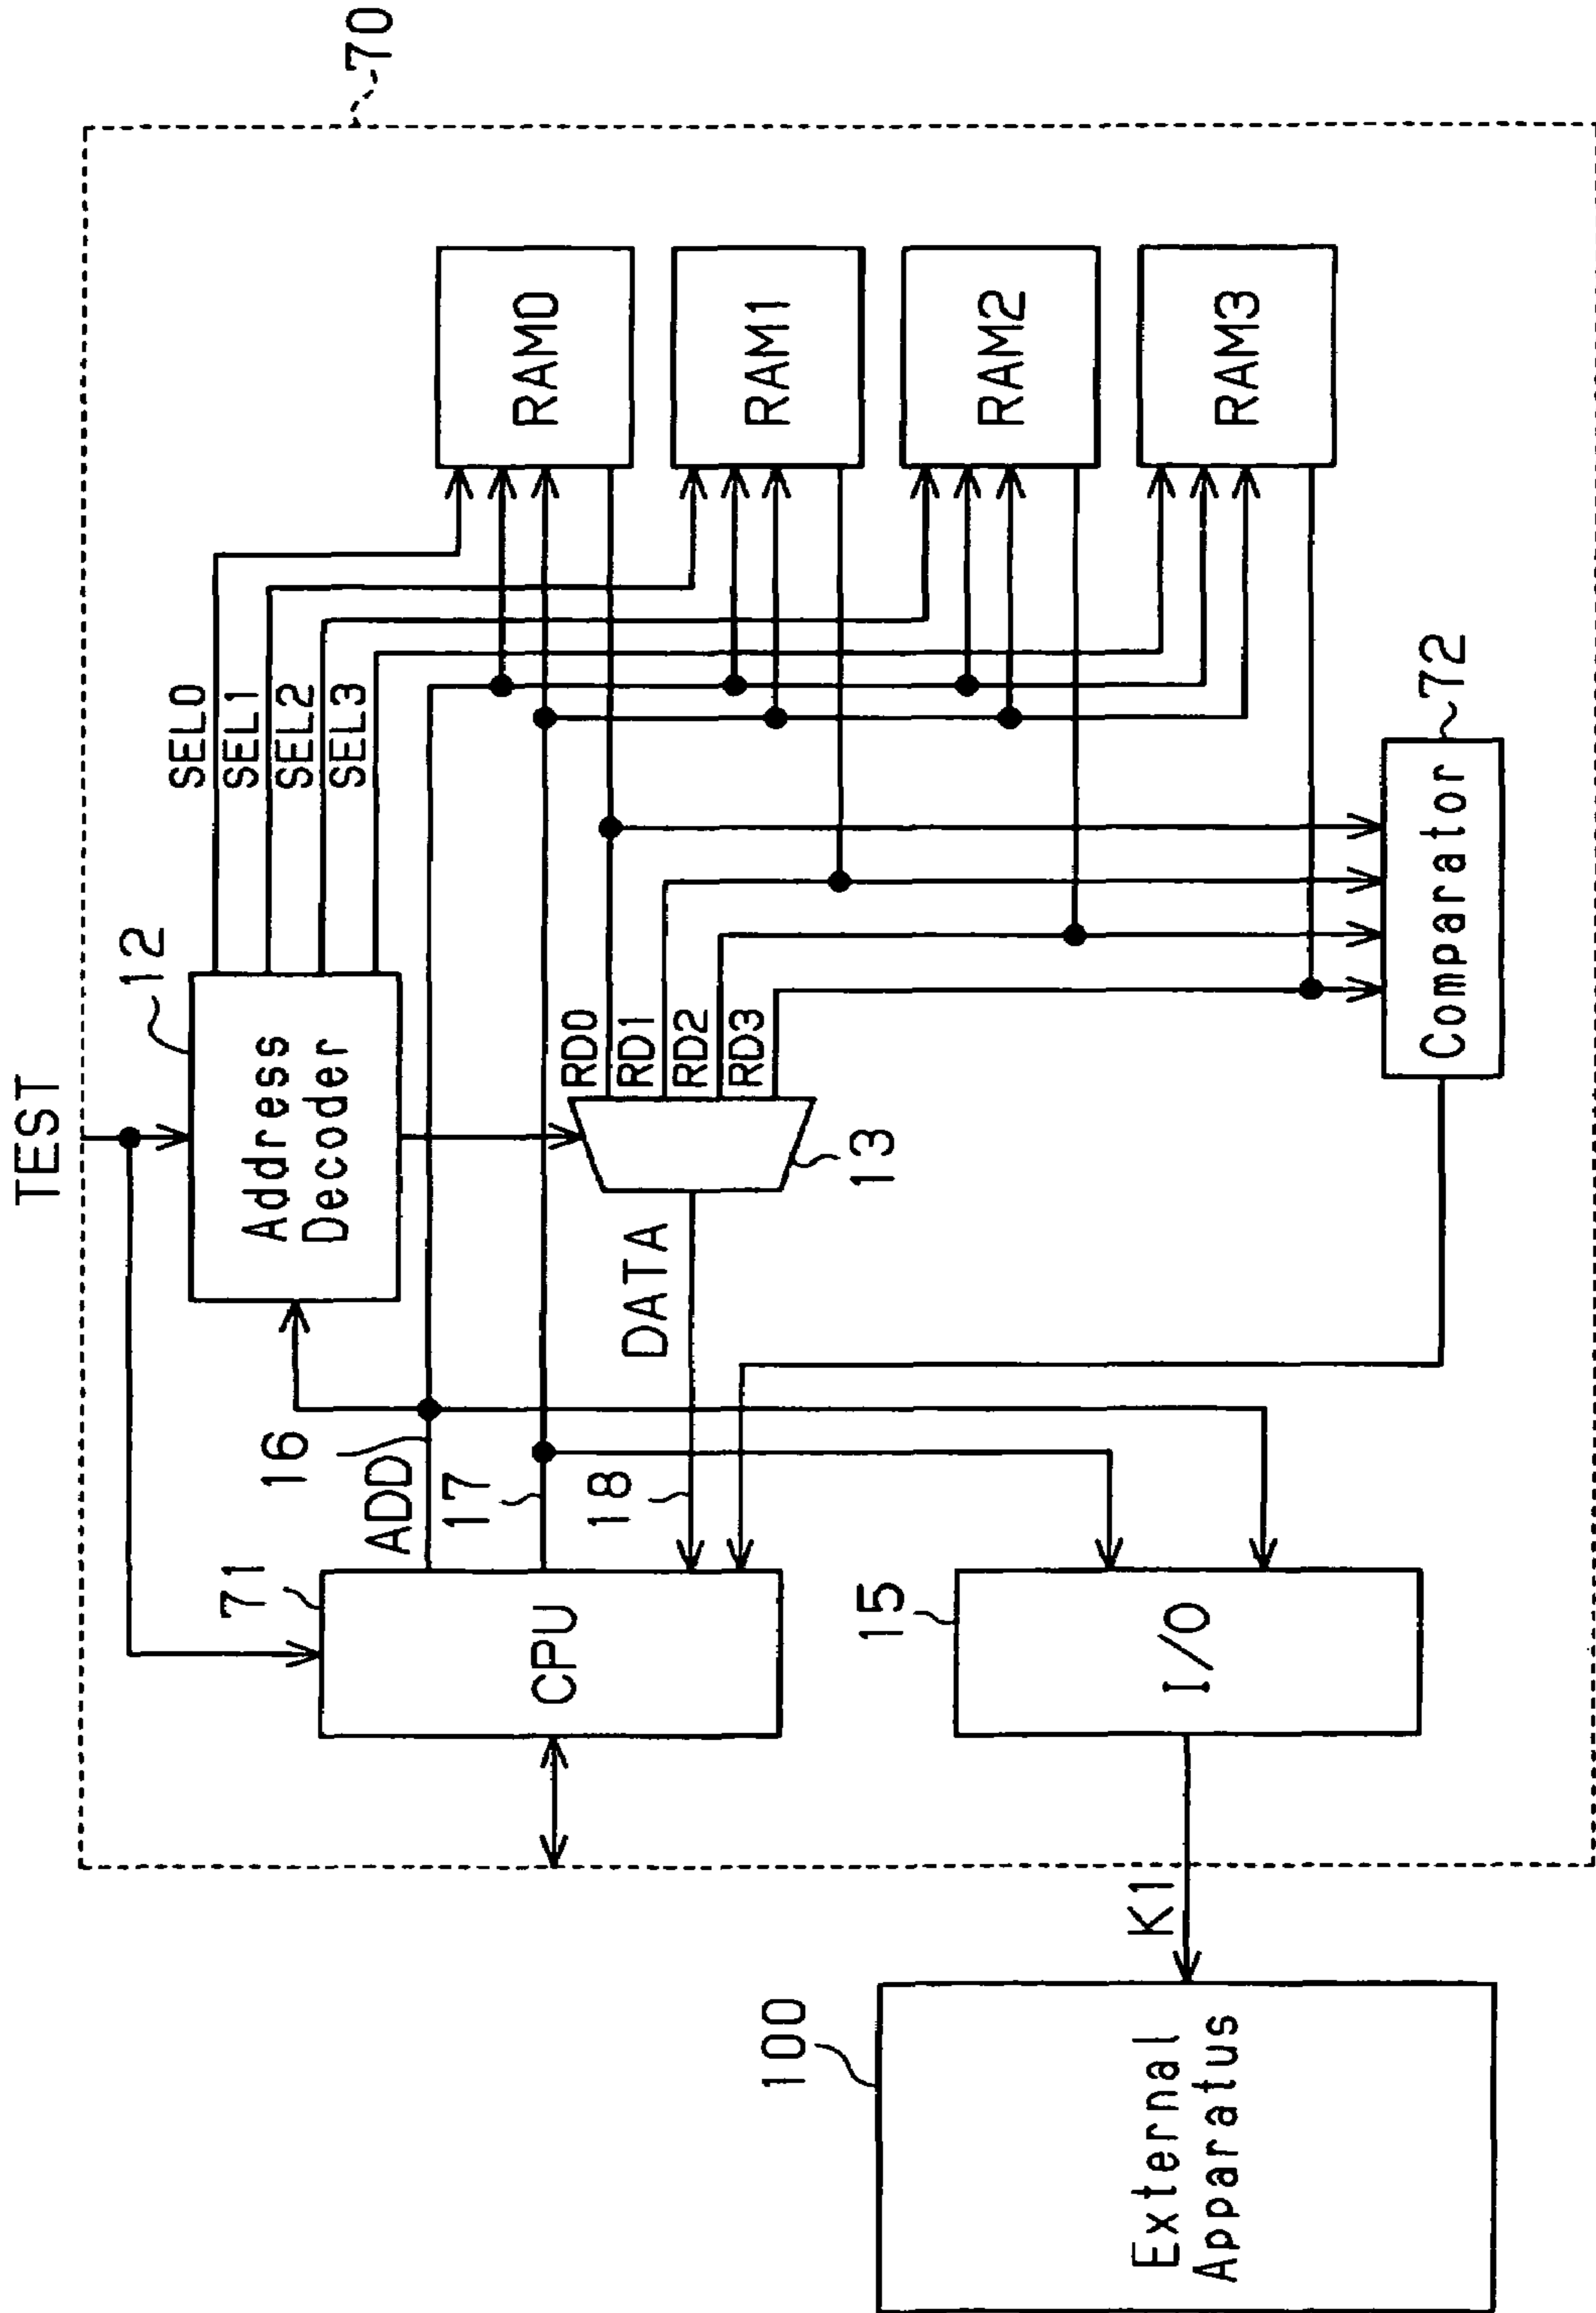 TEST
70
12
Address
Decoder
SEL0
SEL1
SEL2
SEL3
RAM0
RAM1
RAM2
RAM3
71
CPU
16
ADD
17
18
DATA
RD0
RD1
RD2
RD3
13
72
Comparator
15
I/O
K1
100
External
Apparatus